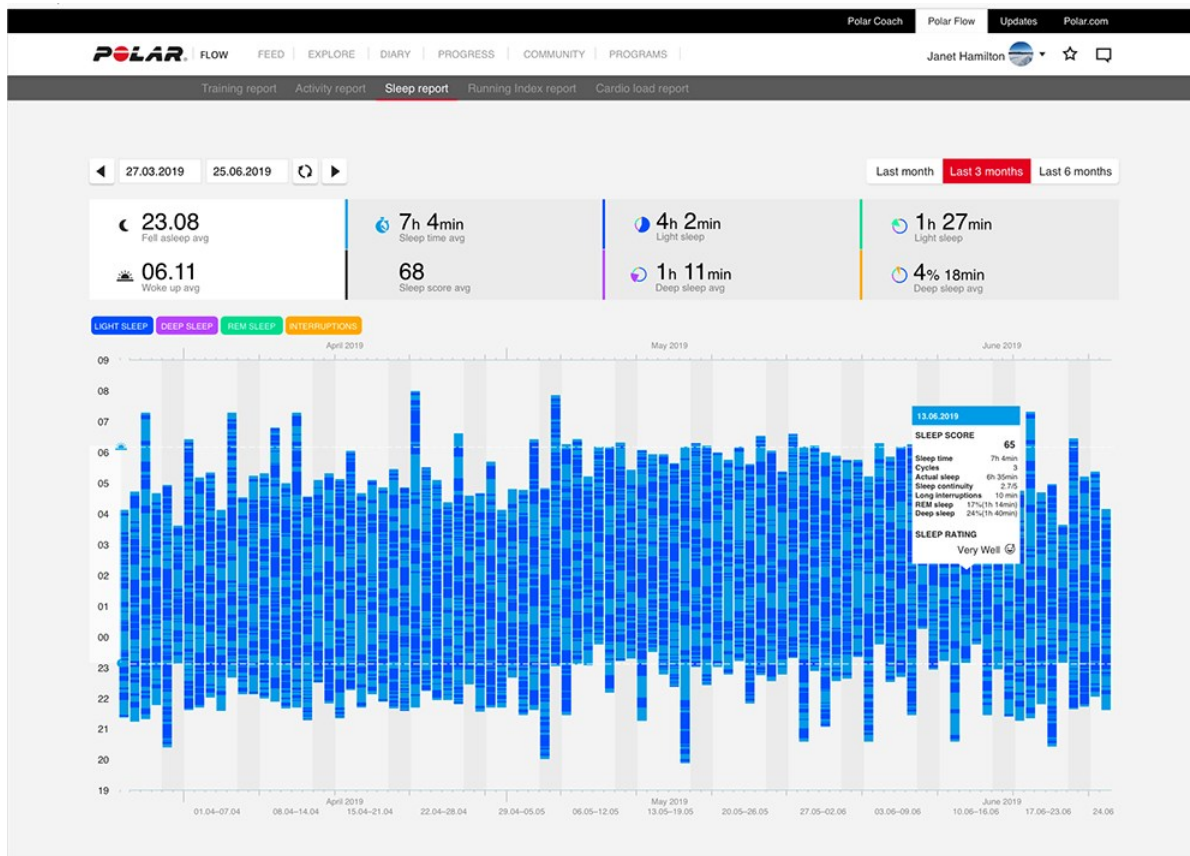 Polar Coach Polar Flow Updates Polar.com
POLAR. FLOW FEED EXPLORE DIARY PROGRESS COMMUNITY PROGRAMS Janet Hamilton
Training report Activity report Sleep report Running Index report Cardio load report
27.03.2019 25.06.2019 Last month Last 3 months Last 6 months
23.08 7h 4min 4h 2min 1h 27min
Fell asleep avg Sleep time avg Light sleep Light sleep
06.11 68 1h 11min 4% 18min
Woke up avg Sleep score avg Deep sleep avg Deep sleep avg
LIGHT SLEEP DEEP SLEEP REM SLEEP INTERRUPTIONS
April 2019 May 2019 June 2019
09
08
07
06
05
04
03
02
01
00
23
22
21
20
19
13.06.2019
SLEEP SCORE
65
Sleep time 7h 4min
Cycles 3
Actual sleep 6h 35min
Sleep continuity 2.7/5
Long interruptions 10 min
REM sleep 17%(1h 14min)
Deep sleep 24%(1h 40min)
SLEEP RATING
Very Well
April 2019 May 2019 June 2019
01.04–07.04 08.04–14.04 15.04–21.04 22.04–28.04 29.04–05.05 06.05–12.05 13.05–19.05 20.05–26.05 27.05–02.06 03.06–09.06 10.06–16.06 17.06–23.06 24.06